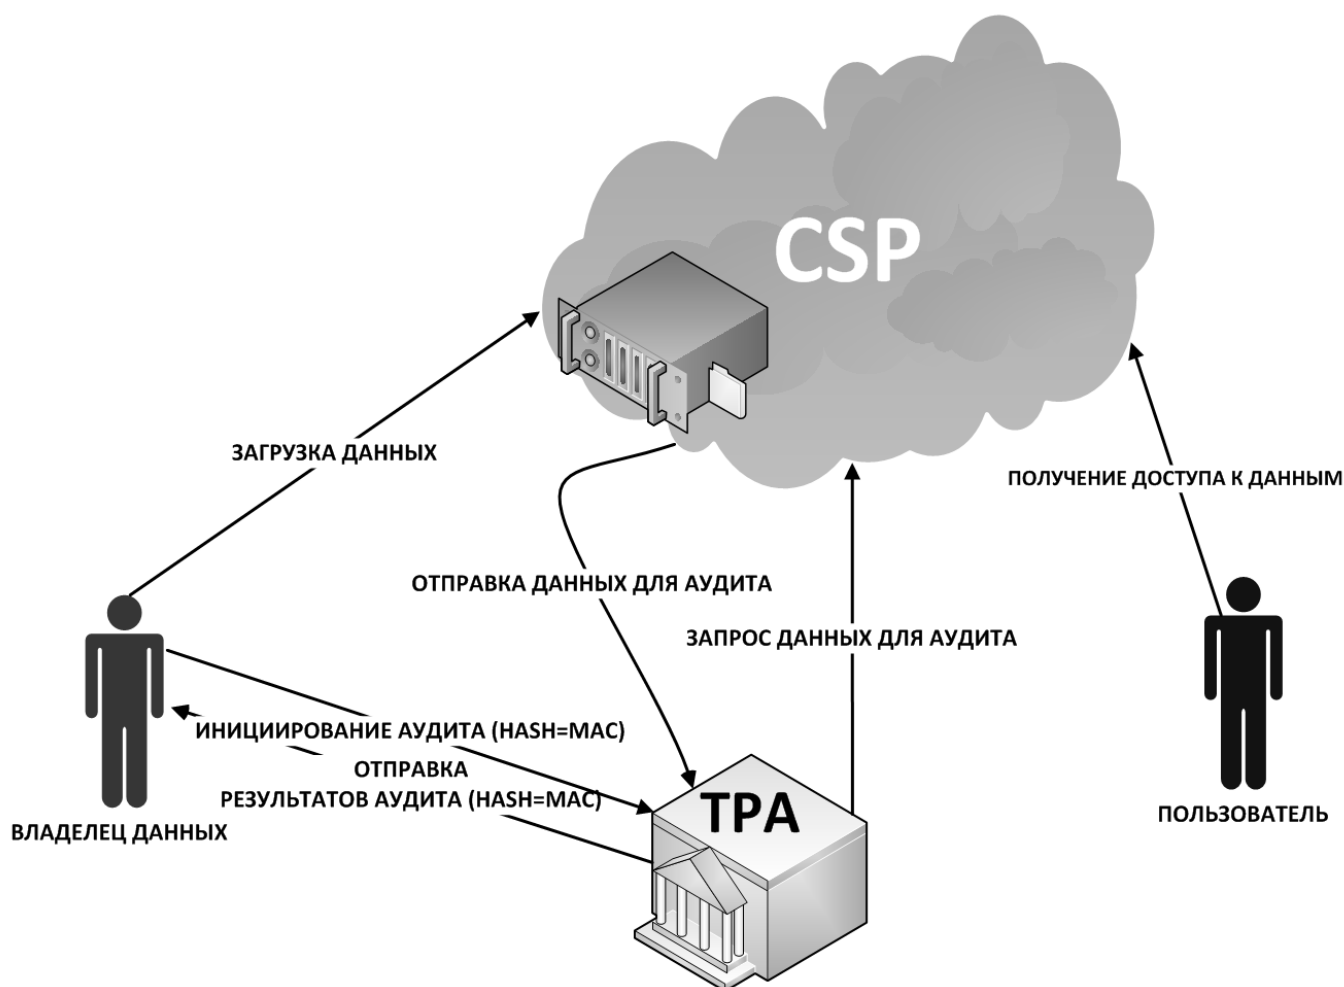 CSP
ЗАГРУЗКА ДАННЫХ
ПОЛУЧЕНИЕ ДОСТУПА К ДАННЫМ
ОТПРАВКА ДАННЫХ ДЛЯ АУДИТА
ЗАПРОС ДАННЫХ ДЛЯ АУДИТА
ИНИЦИИРОВАНИЕ АУДИТА (HASH=MAC)
ОТПРАВКА
РЕЗУЛЬТАТОВ АУДИТА (HASH=MAC)
TPA
ВЛАДЕЛЕЦ ДАННЫХ
ПОЛЬЗОВАТЕЛЬ